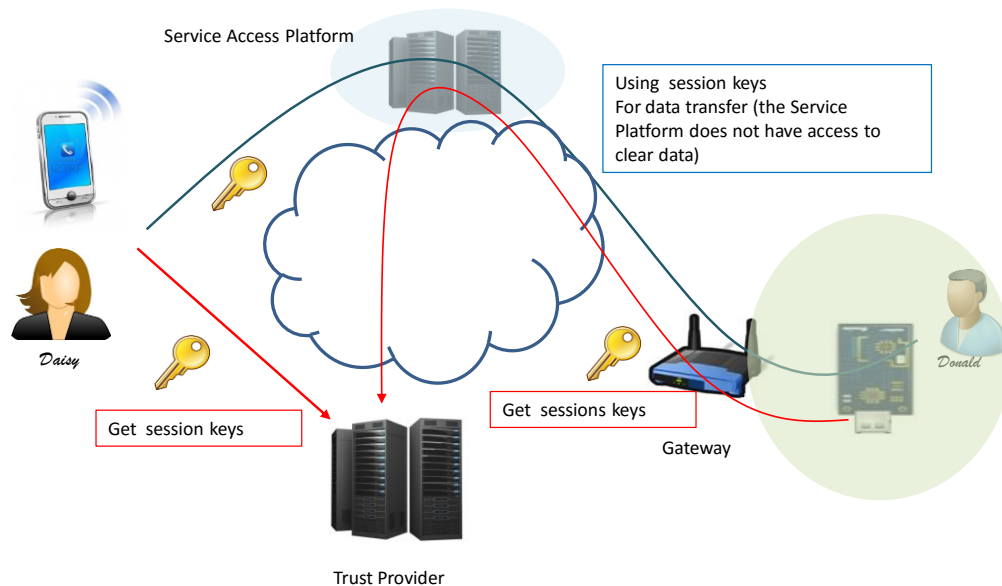 Service Access Platform
Using session keys
For data transfer (the Service
Platform does not have access to
clear data)
Daisy
Donald
Get session keys
Get sessions keys
Gateway
Trust Provider